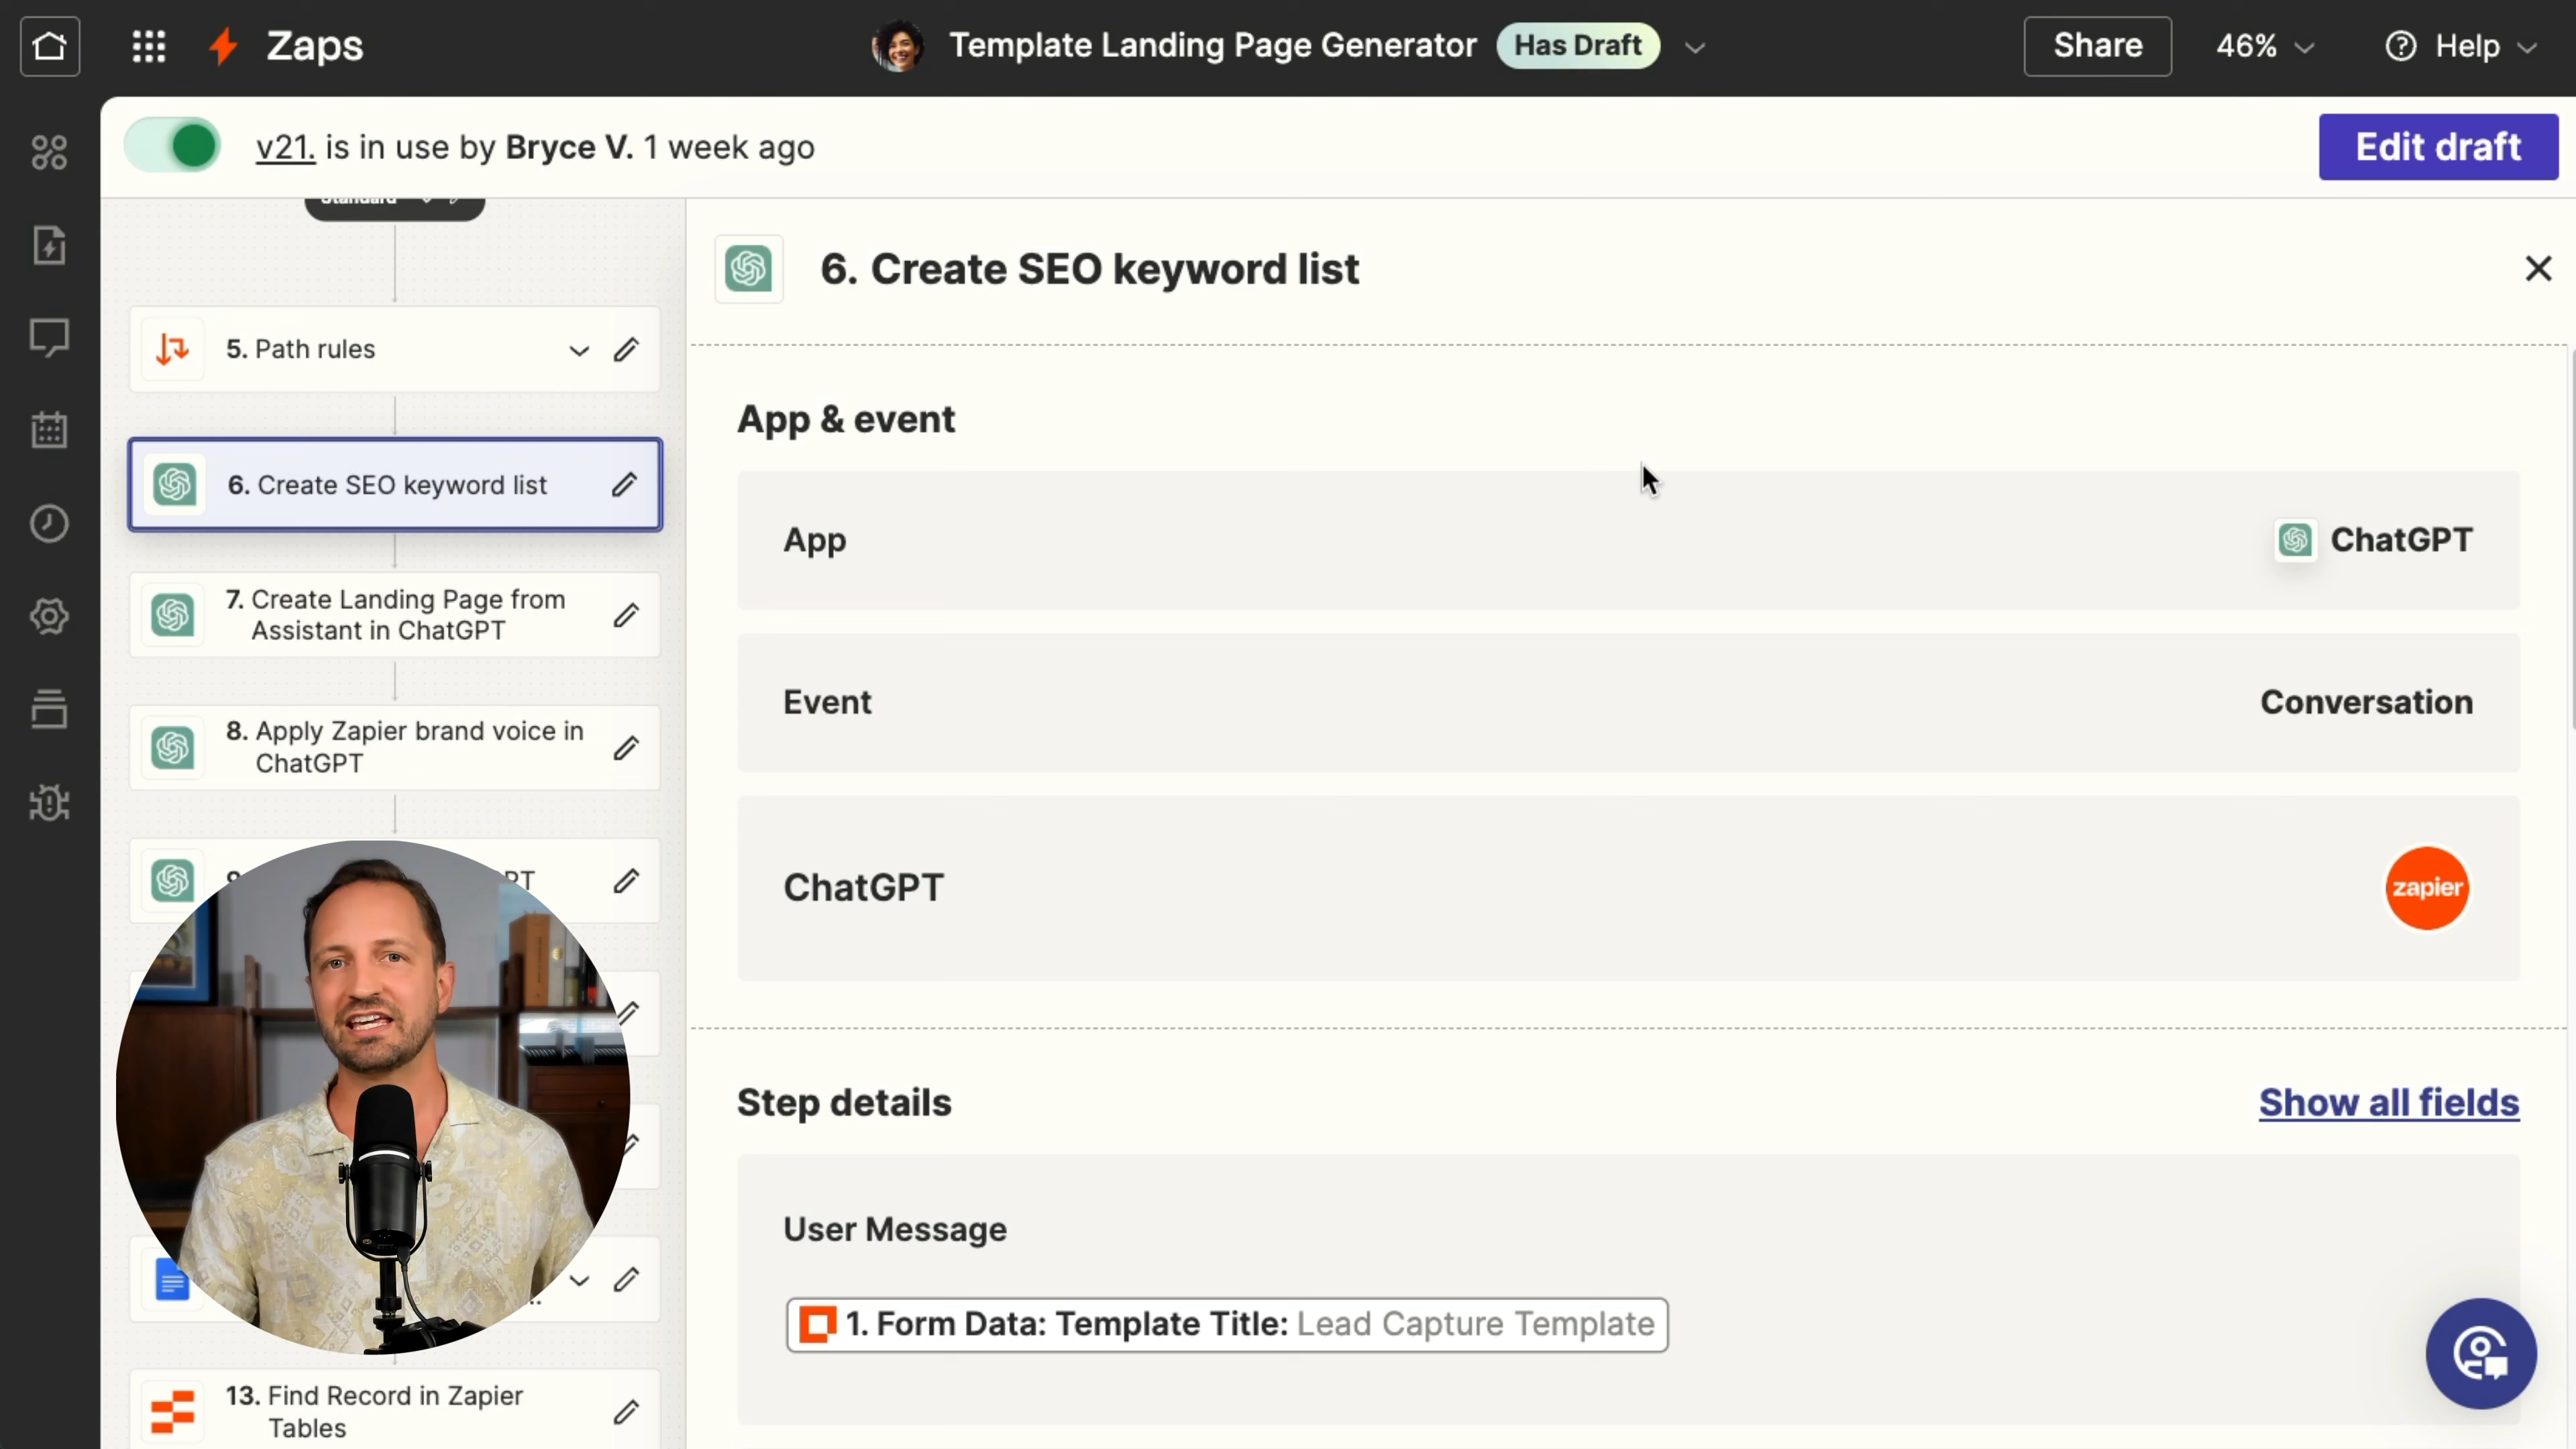 Zaps
Template Landing Page Generator
Has Draft
Share
46%
Help
v21. is in use by Bryce V. 1 week ago
Edit draft
Standard
5. Path rules
6. Create SEO keyword list
7. Create Landing Page from
Assistant in ChatGPT
8. Apply Zapier brand voice in
ChatGPT
9.
PT
13. Find Record in Zapier
Tables
6. Create SEO keyword list
App & event
App
ChatGPT
Event
Conversation
ChatGPT
zapier
Step details
Show all fields
User Message
1. Form Data: Template Title: Lead Capture Template